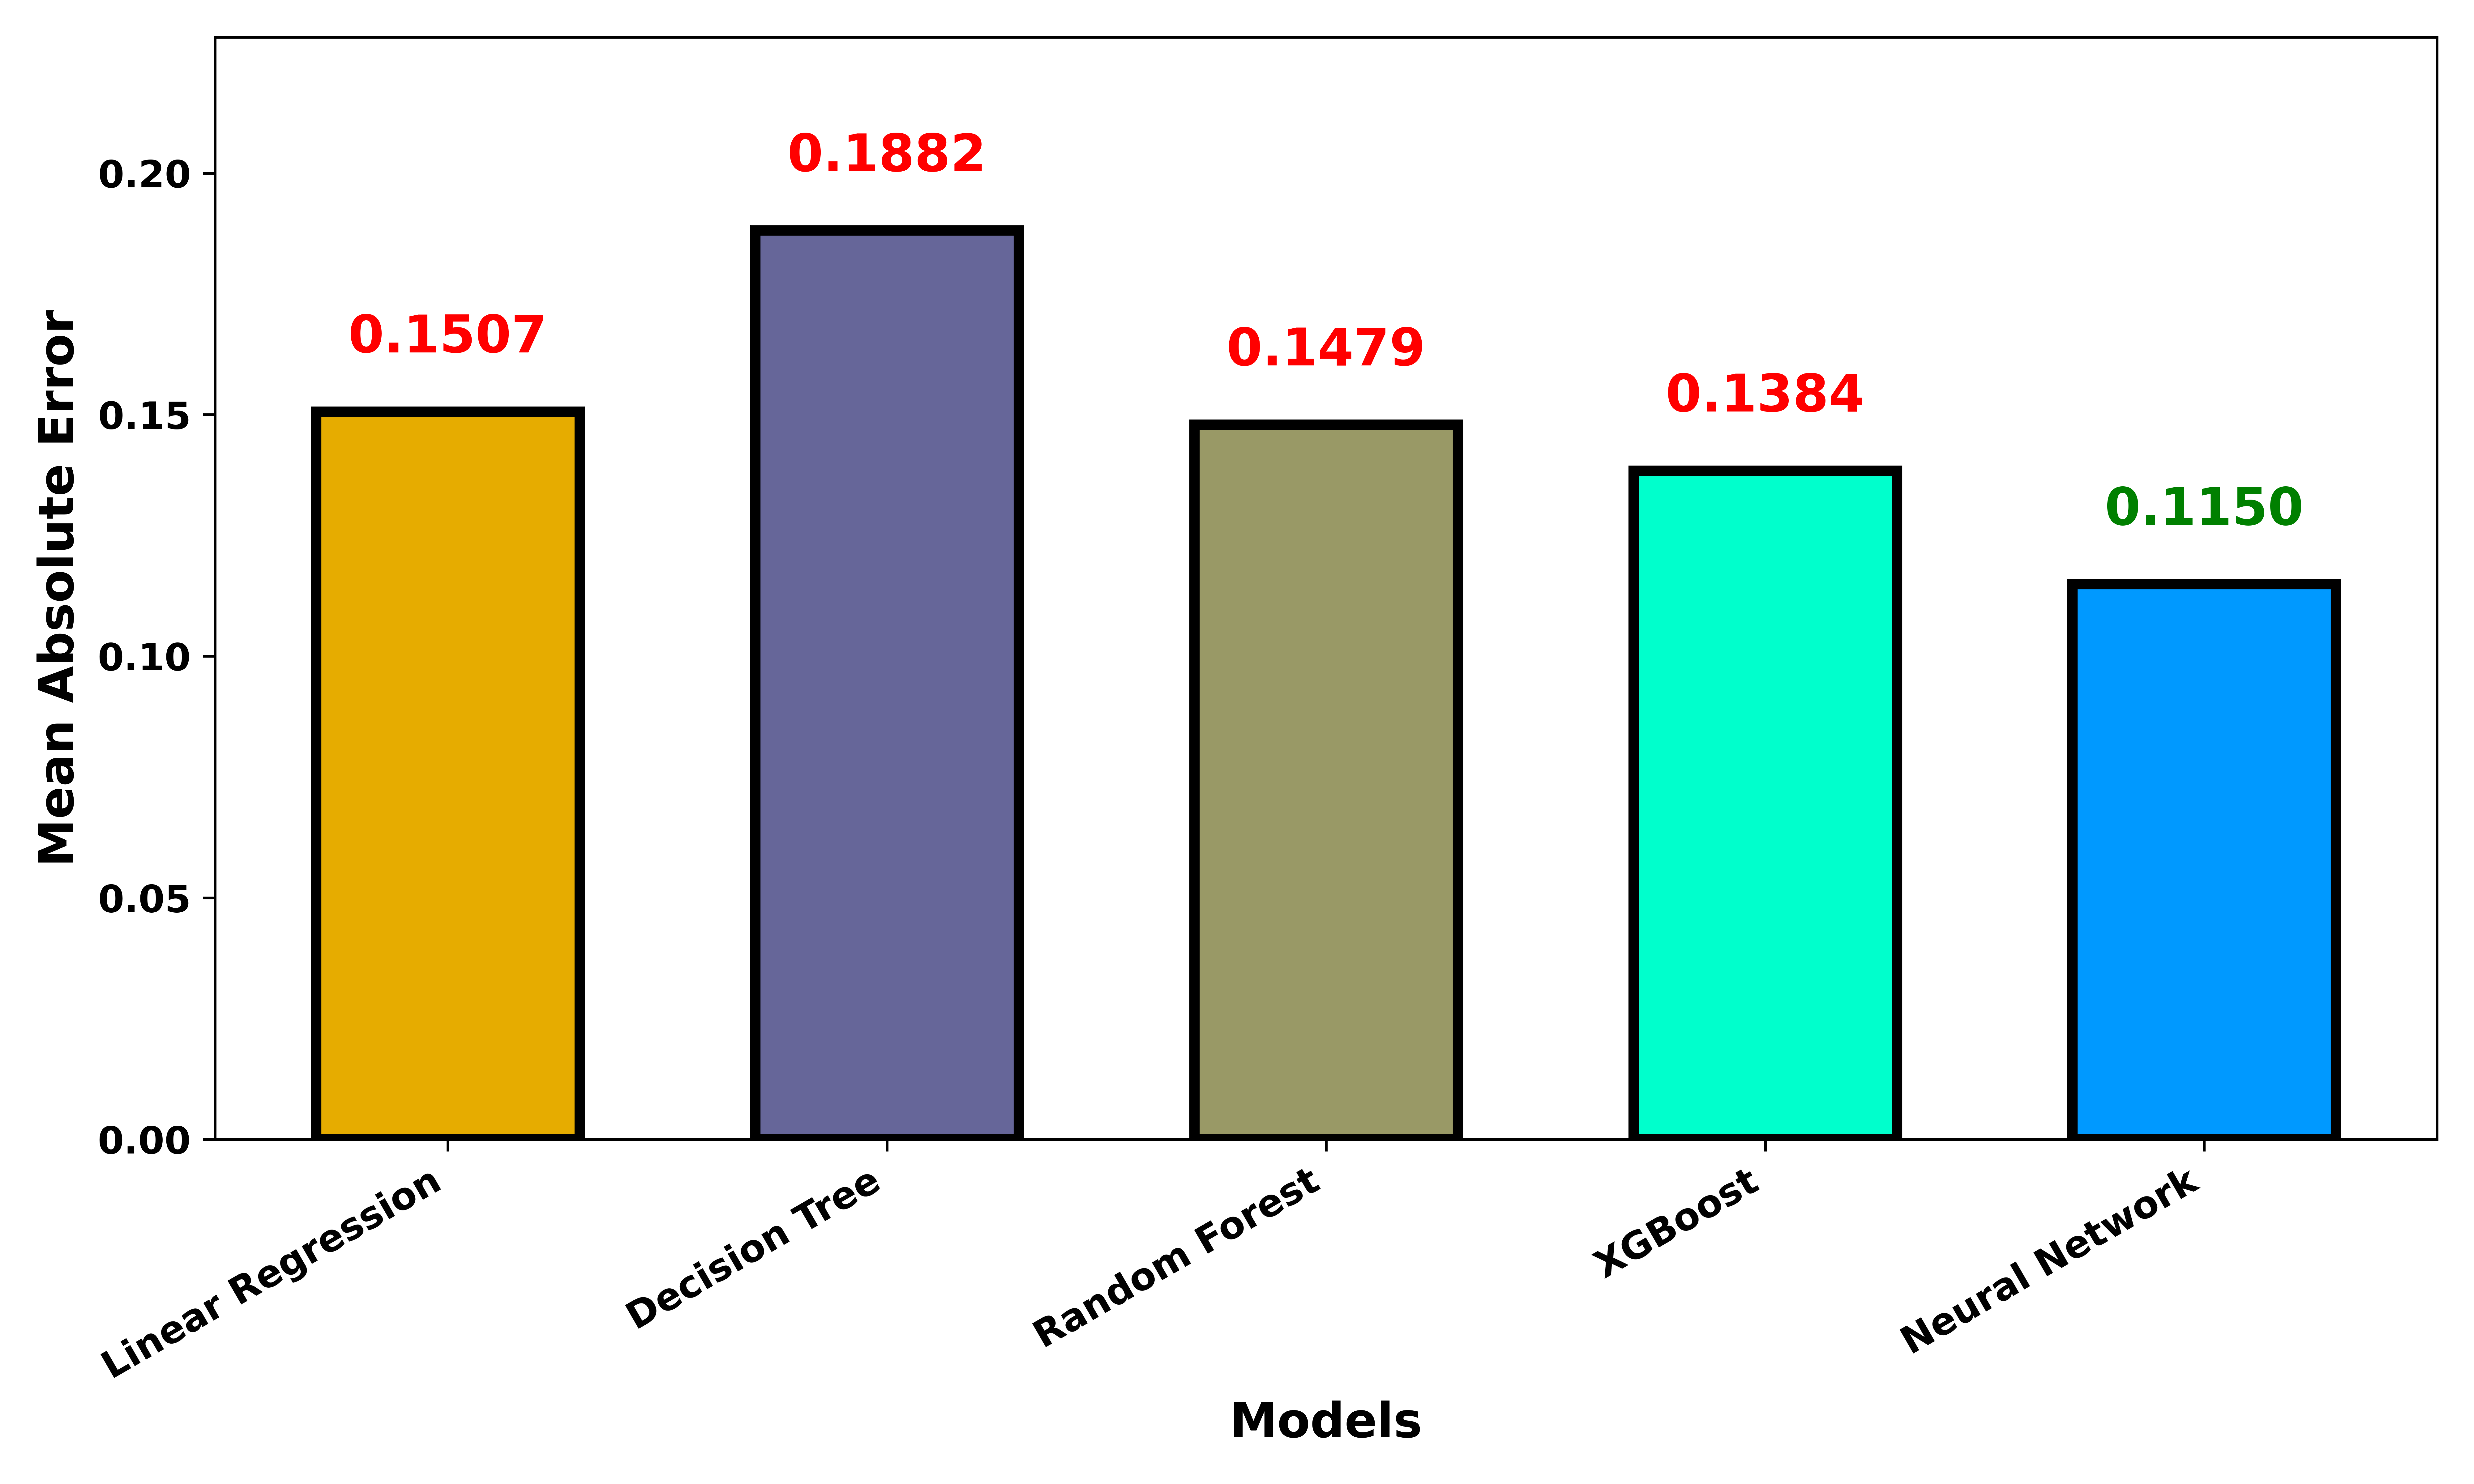 Mean Absolute Error
0.20
0.15
0.10
0.05
0.00
0.1507
0.1882
0.1479
0.1384
0.1150
Linear Regression
Decision Tree
Random Forest
XGBoost
Neural Network
Models